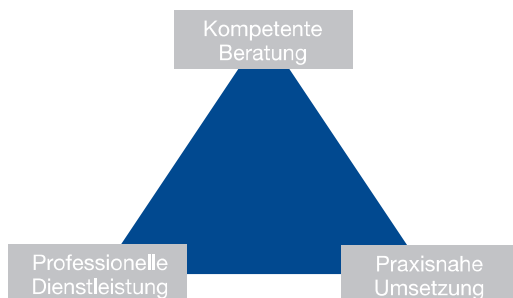 Kompetente
Beratung
Professionelle
Dienstleistung
Praxisnahe
Umsetzung